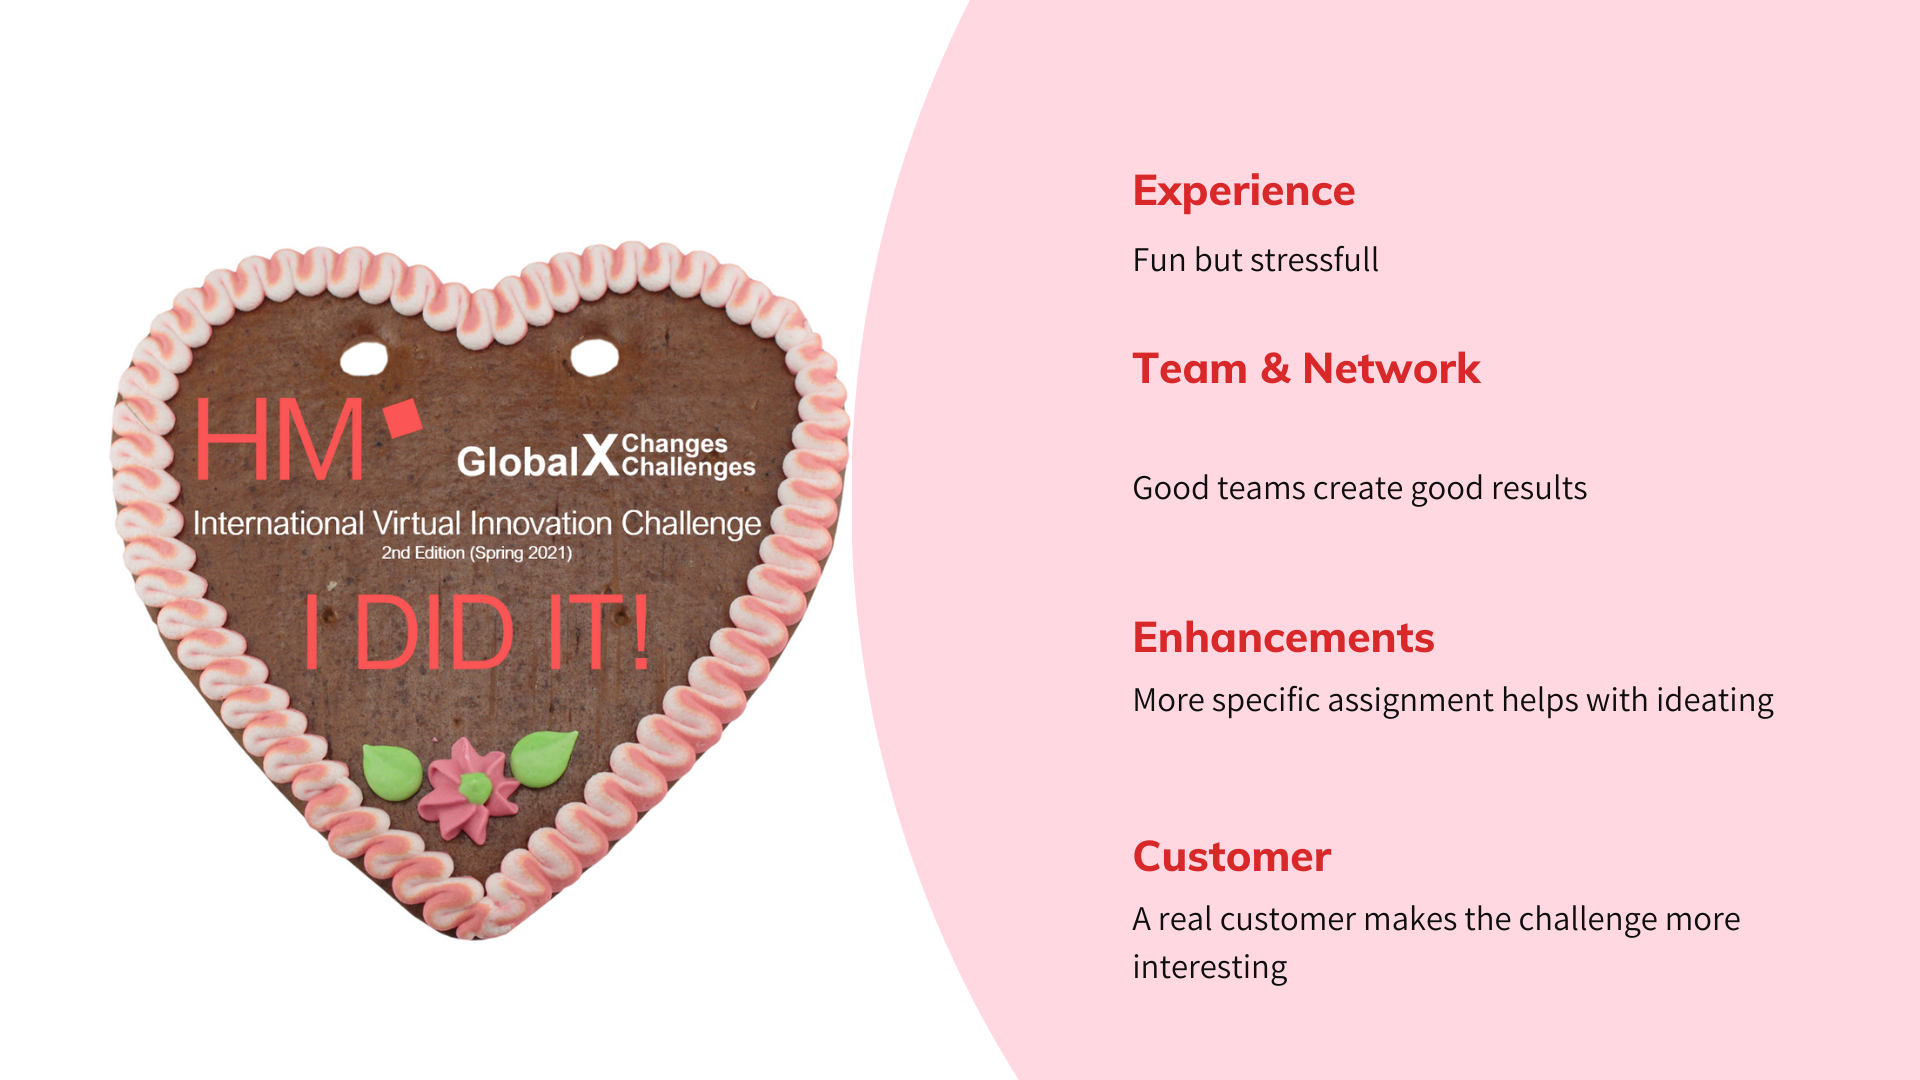 HM
GlobalXChanges
Challenges
International Virtual Innovation Challenge
2nd Edition (Spring 2021)
I DID IT!
Experience
Fun but stressfull
Team & Network
Good teams create good results
Enhancements
More specific assignment helps with ideating
Customer
A real customer makes the challenge more
interesting